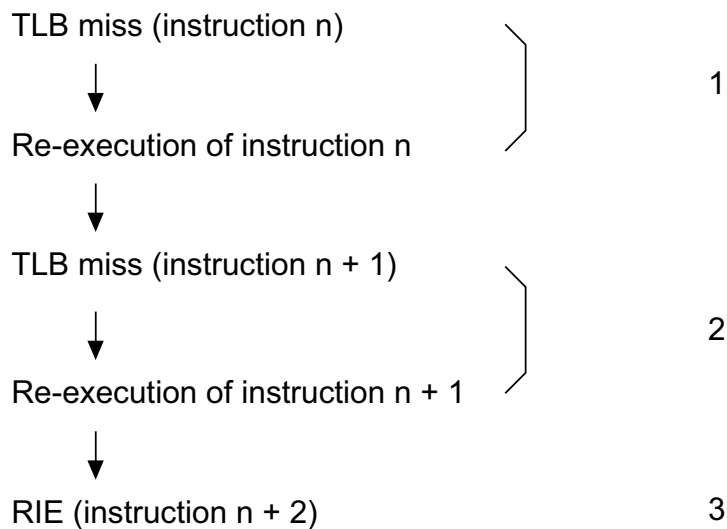 TLB miss (instruction n)
1
Re-execution of instruction n
TLB miss (instruction n + 1)
2
Re-execution of instruction n + 1
RIE (instruction n + 2)
3